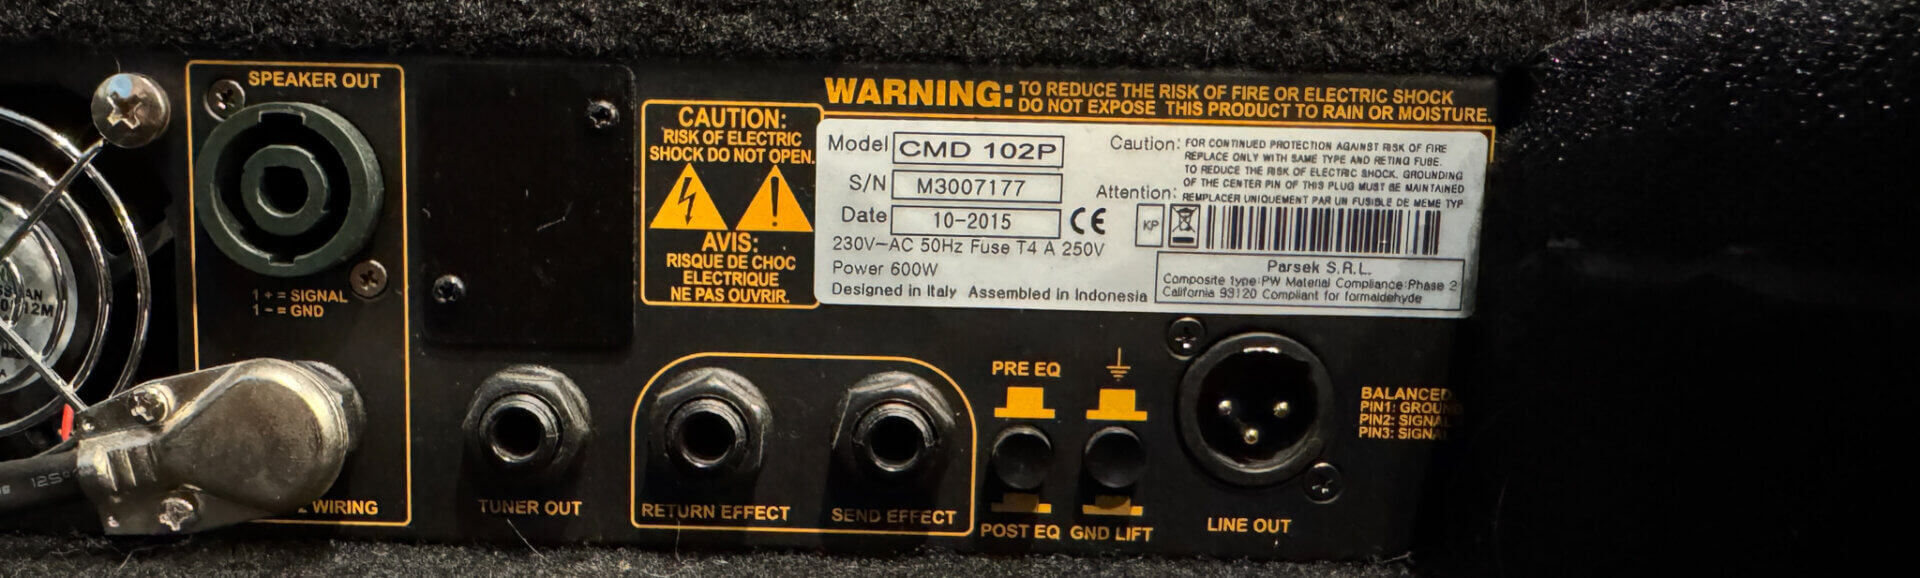 SPEAKER OUT
1 + = SIGNAL
1 - = GND
WIRING
125°
TUNER OUT
CAUTION:
RISK OF ELECTRIC
SHOCK DO NOT OPEN.
AVIS:
RISQUE DE CHOC
ELECTRIQUE
NE PAS OUVRIR.
WARNING: TO REDUCE THE RISK OF FIRE OR ELECTRIC SHOCK
DO NOT EXPOSE THIS PRODUCT TO RAIN OR MOISTURE.
Model CMD 102P
S/N M3007177
Date 10-2015
CE
230V~AC 50Hz Fuse T4 A 250V
Power 600W
Designed in Italy Assembled in Indonesia
Caution: FOR CONTINUED PROTECTION AGAINST RISK OF FIRE
REPLACE ONLY WITH SAME TYPE AND RETING FUSE.
TO REDUCE THE RISK OF ELECTRIC SHOCK. GROUNDING
OF THE CENTER PIN OF THIS PLUG MUST BE MAINTAINED
Attention: REMPLACER UNIQUEMENT PAR UN FUSIBLE DE MEME TYP
KP
Parsek S.R.L.
Composite type:PW Material Compliance:Phase 2
California 93120 Compliant for formaldehyde
RETURN EFFECT
SEND EFFECT
PRE EQ
POST EQ
GND LIFT
LINE OUT
BALANCED
PIN1: GROUND
PIN2: SIGNAL
PIN3: SIGNAL